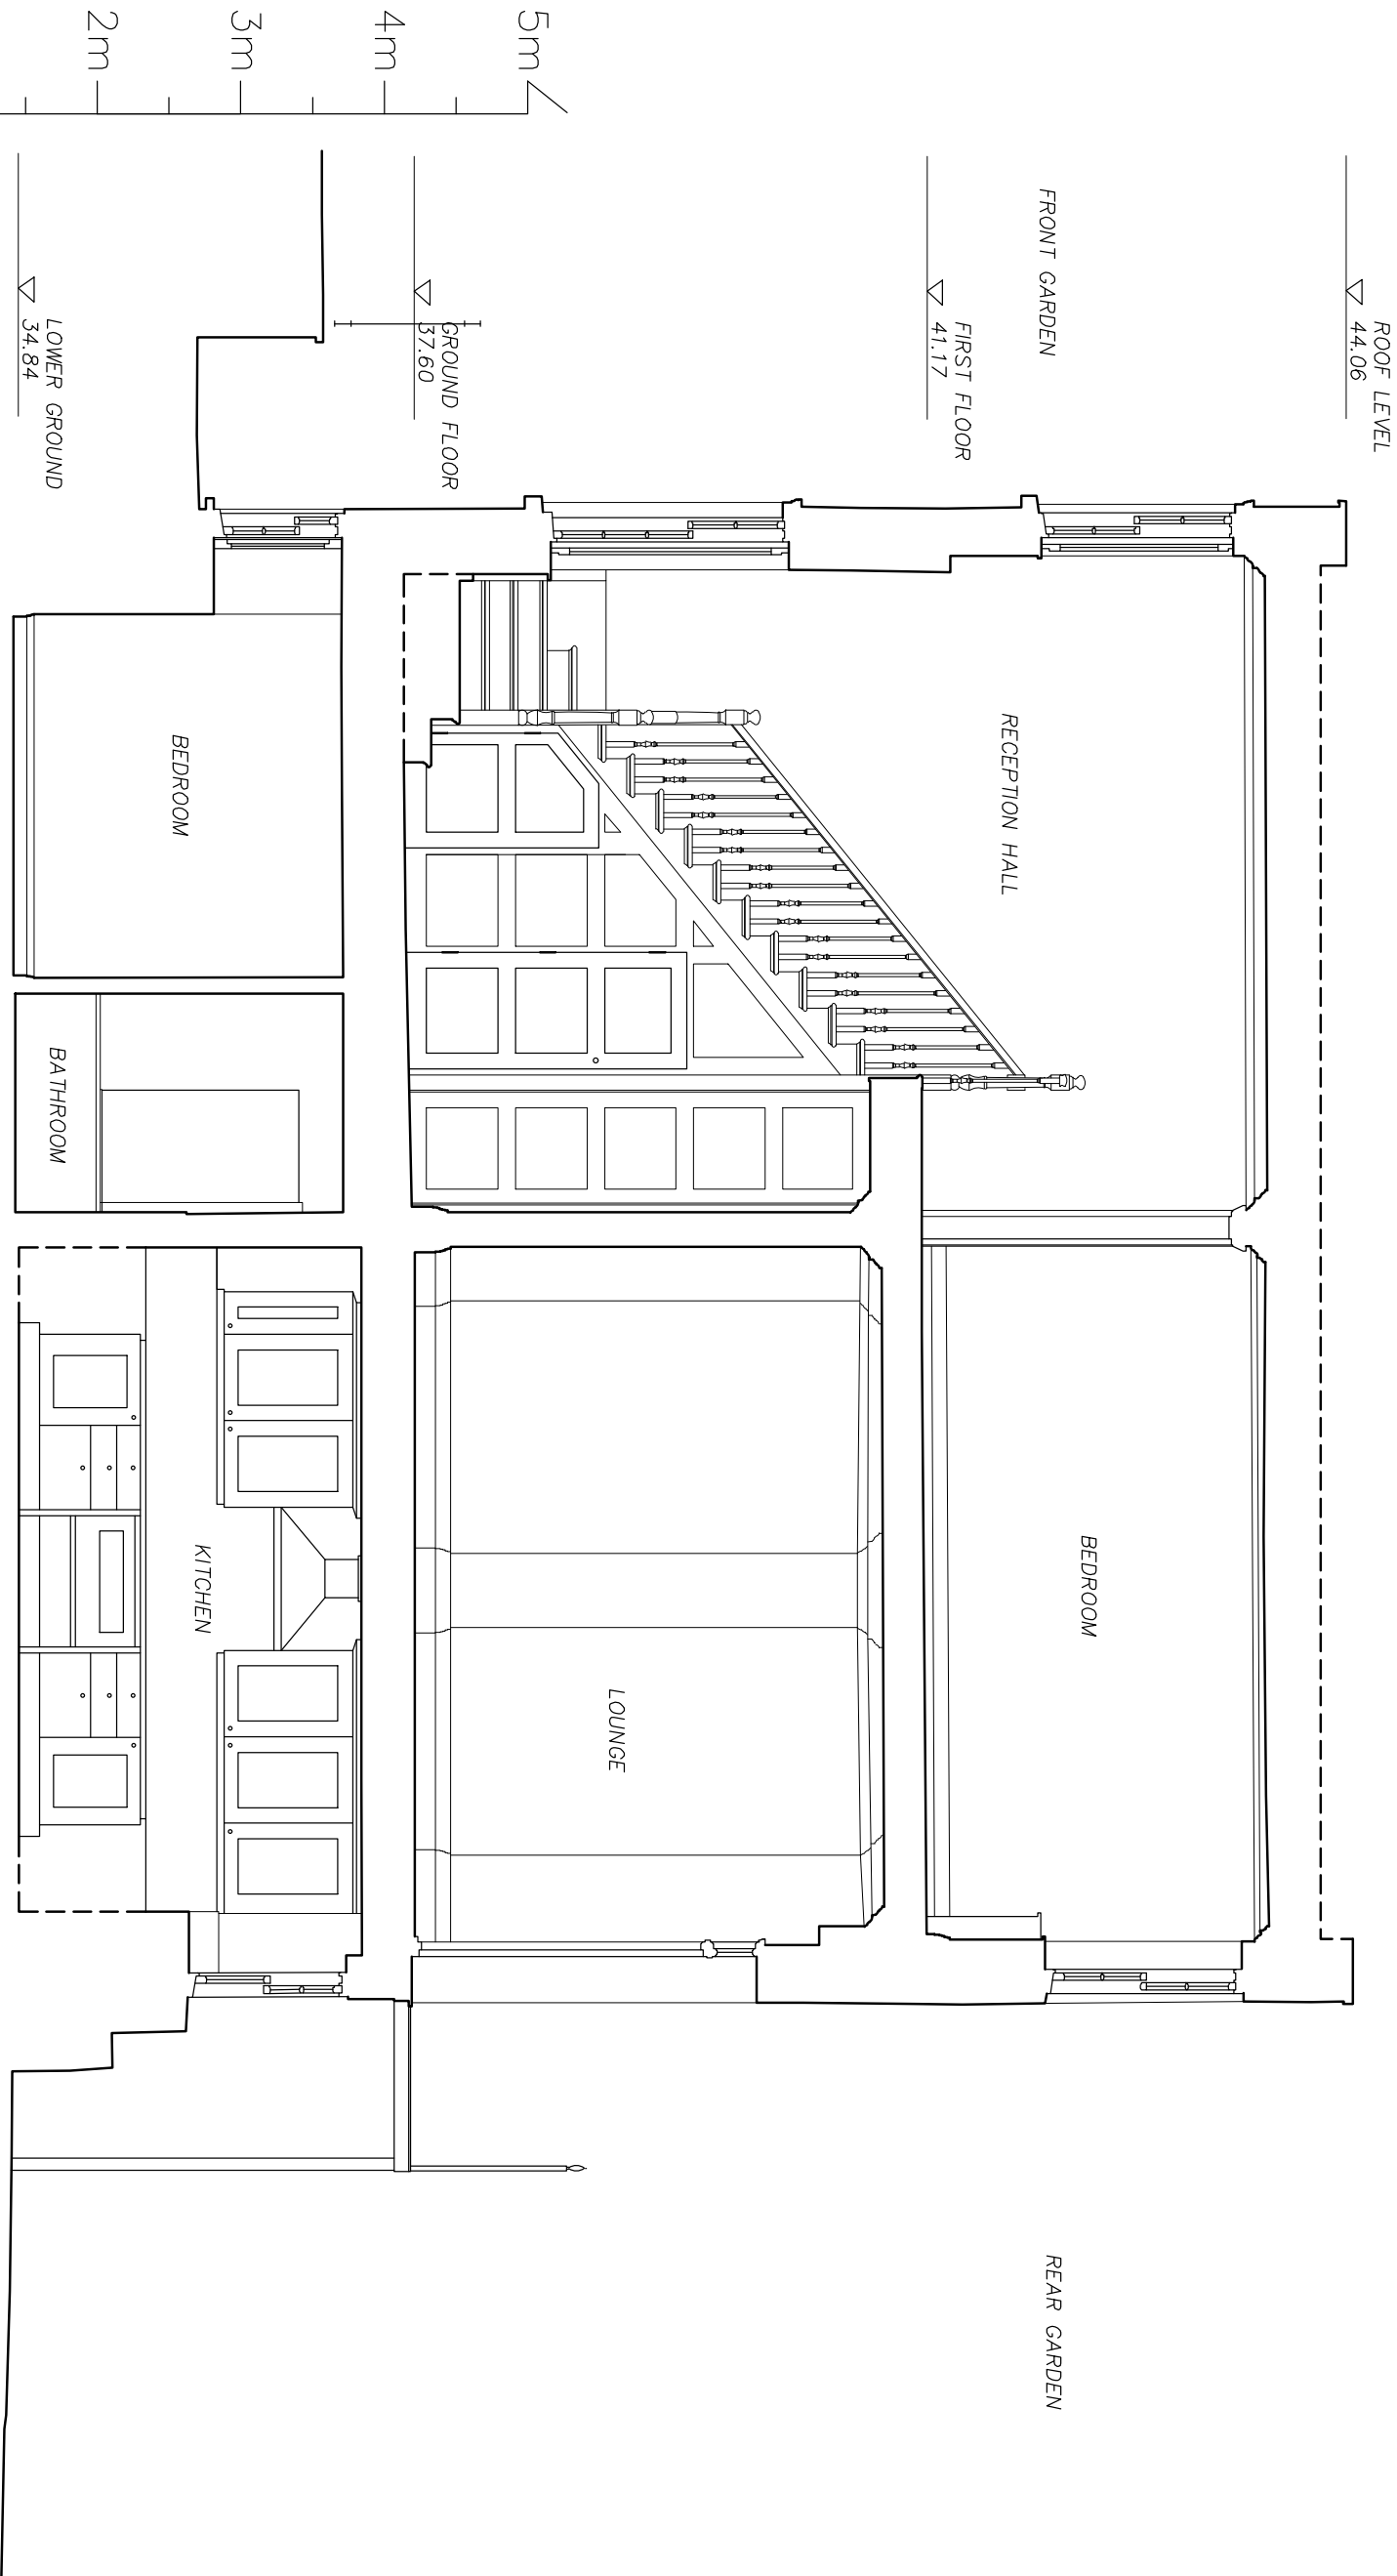 ROOF LEVEL
44.06
FRONT GARDEN
FIRST FLOOR
41.17
GROUND FLOOR
37.60
LOWER GROUND
34.84
RECEPTION HALL
BEDROOM
BEDROOM
BATHROOM
LOUNGE
KITCHEN
REAR GARDEN
5m
4m
3m
2m